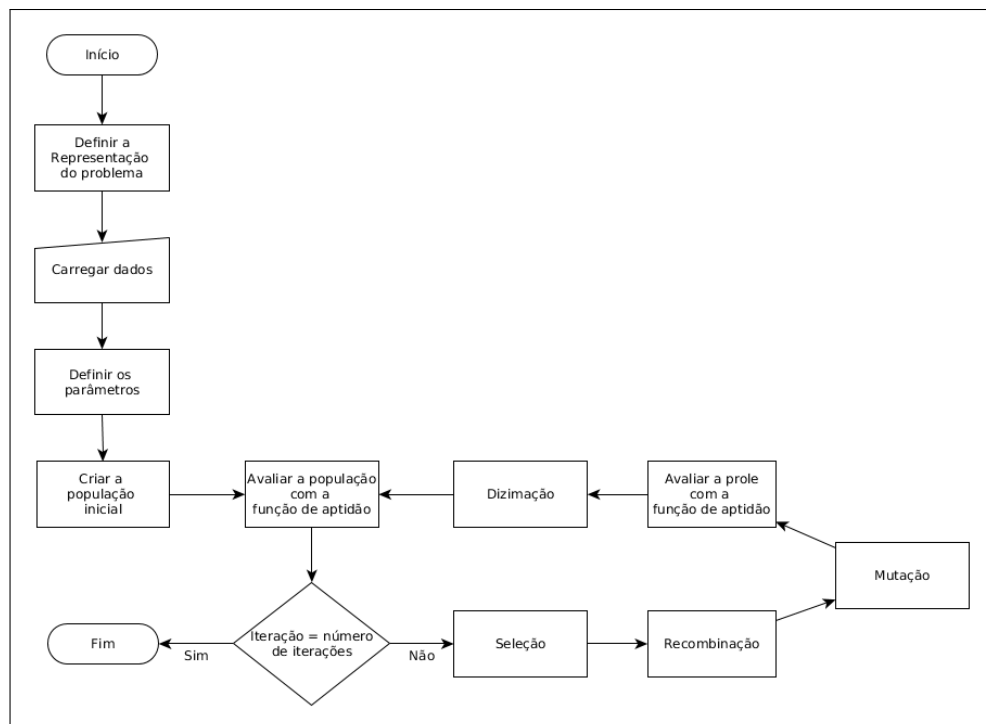 Início
Definir a
Representação
do problema
Carregar dados
Definir os
parâmetros
Criar a
população
inicial
Avaliar a população
com a
função de aptidão
Dizimação
Avaliar a prole
com a
função de aptidão
Mutação
Fim
Sim
Iteração = número
de iterações
Não
Seleção
Recombinação